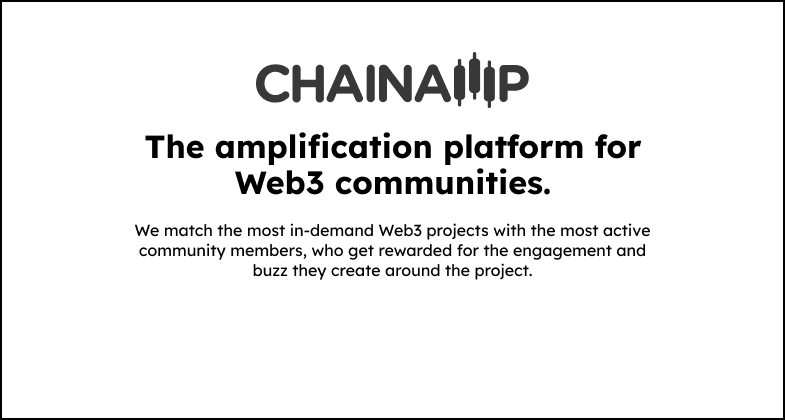 CHAINAMP
The amplification platform for
Web3 communities.
We match the most in-demand Web3 projects with the most active
community members, who get rewarded for the engagement and
buzz they create around the project.